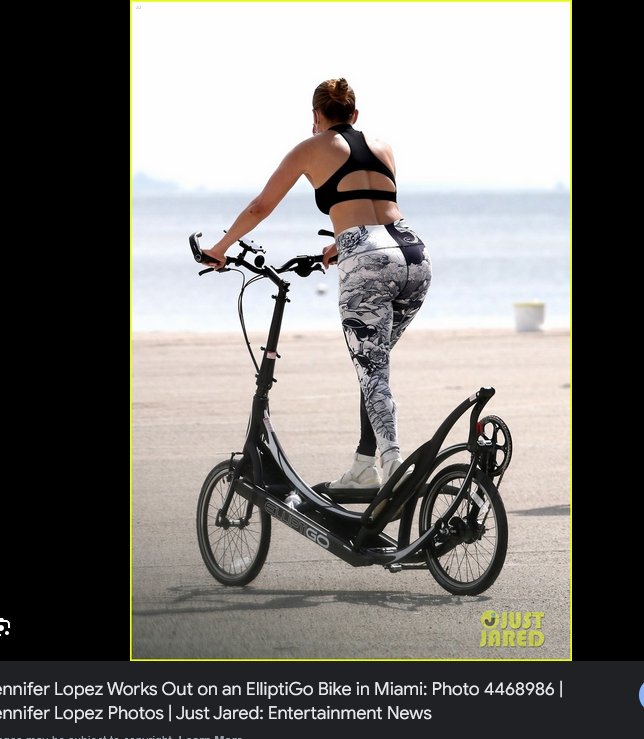 ELLIPTIGO
JUST
JARED
ennifer Lopez Works Out on an ElliptiGo Bike in Miami: Photo 4468986 |
ennifer Lopez Photos | Just Jared: Entertainment News